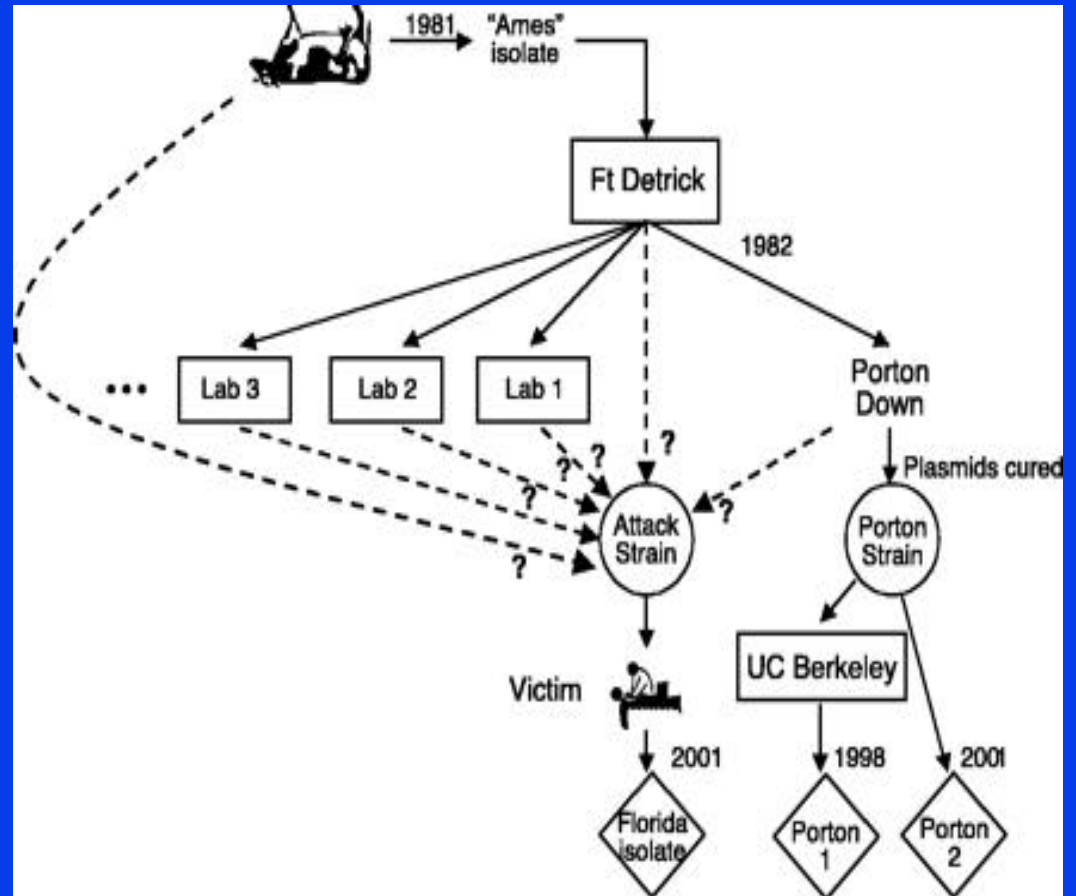 1981
"Ames"
isolate
Ft Detrick
1982
•••
Lab 3
Lab 2
Lab 1
Porton
Down
?
?
?
?
?
?
Plasmids cured
Attack
Strain
Porton
Strain
Victim
UC Berkeley
2001
1998
2001
Florida
isolate
Porton
1
Porton
2